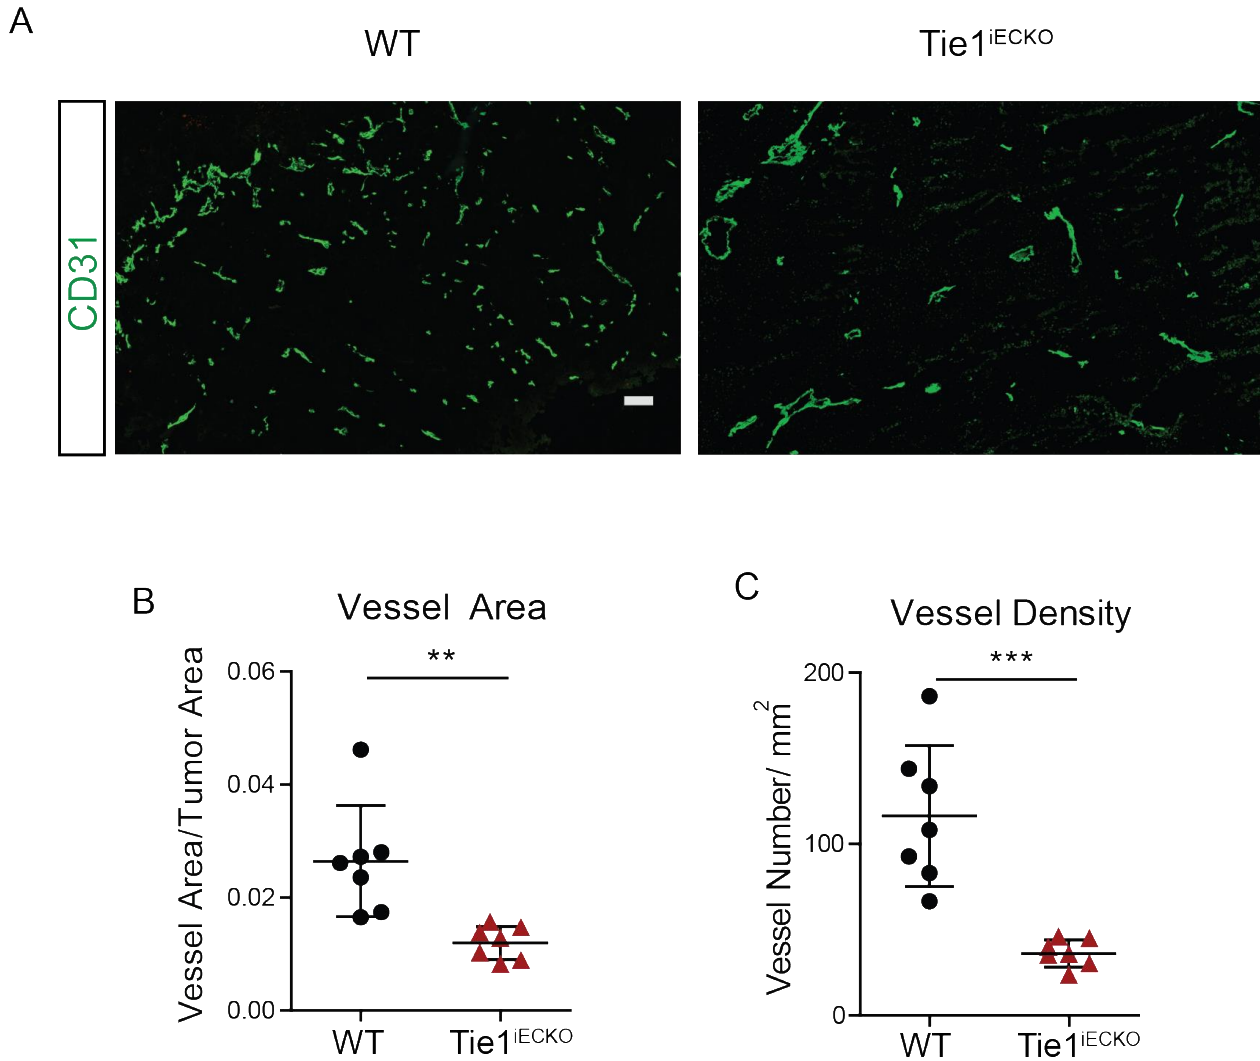 A
WT
Tie1iECKO
CD31
B
Vessel Area
**
Vessel Area/Tumor Area
0.06
0.04
0.02
0.00
WT
Tie1iECKO
C
Vessel Density
***
Vessel Number/ mm2
200
100
0
WT
Tie1iECKO